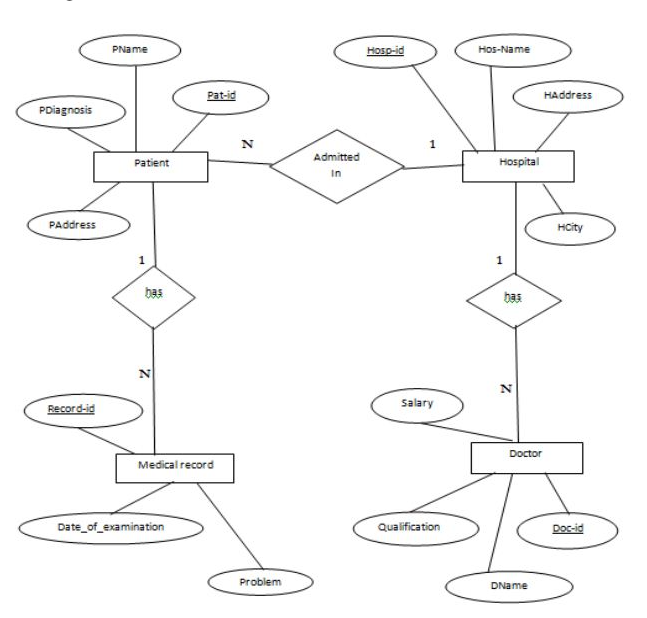 PName
Hosp-id
Hos-Name
PDiagnosis
Pat-id
HAddress
Patient
N
Admitted
In
1
Hospital
PAddress
HCity
1
has
1
has
N
N
Record-id
Salary
Medical record
Doctor
Date_of_examination
Qualification
Doc-id
Problem
DName